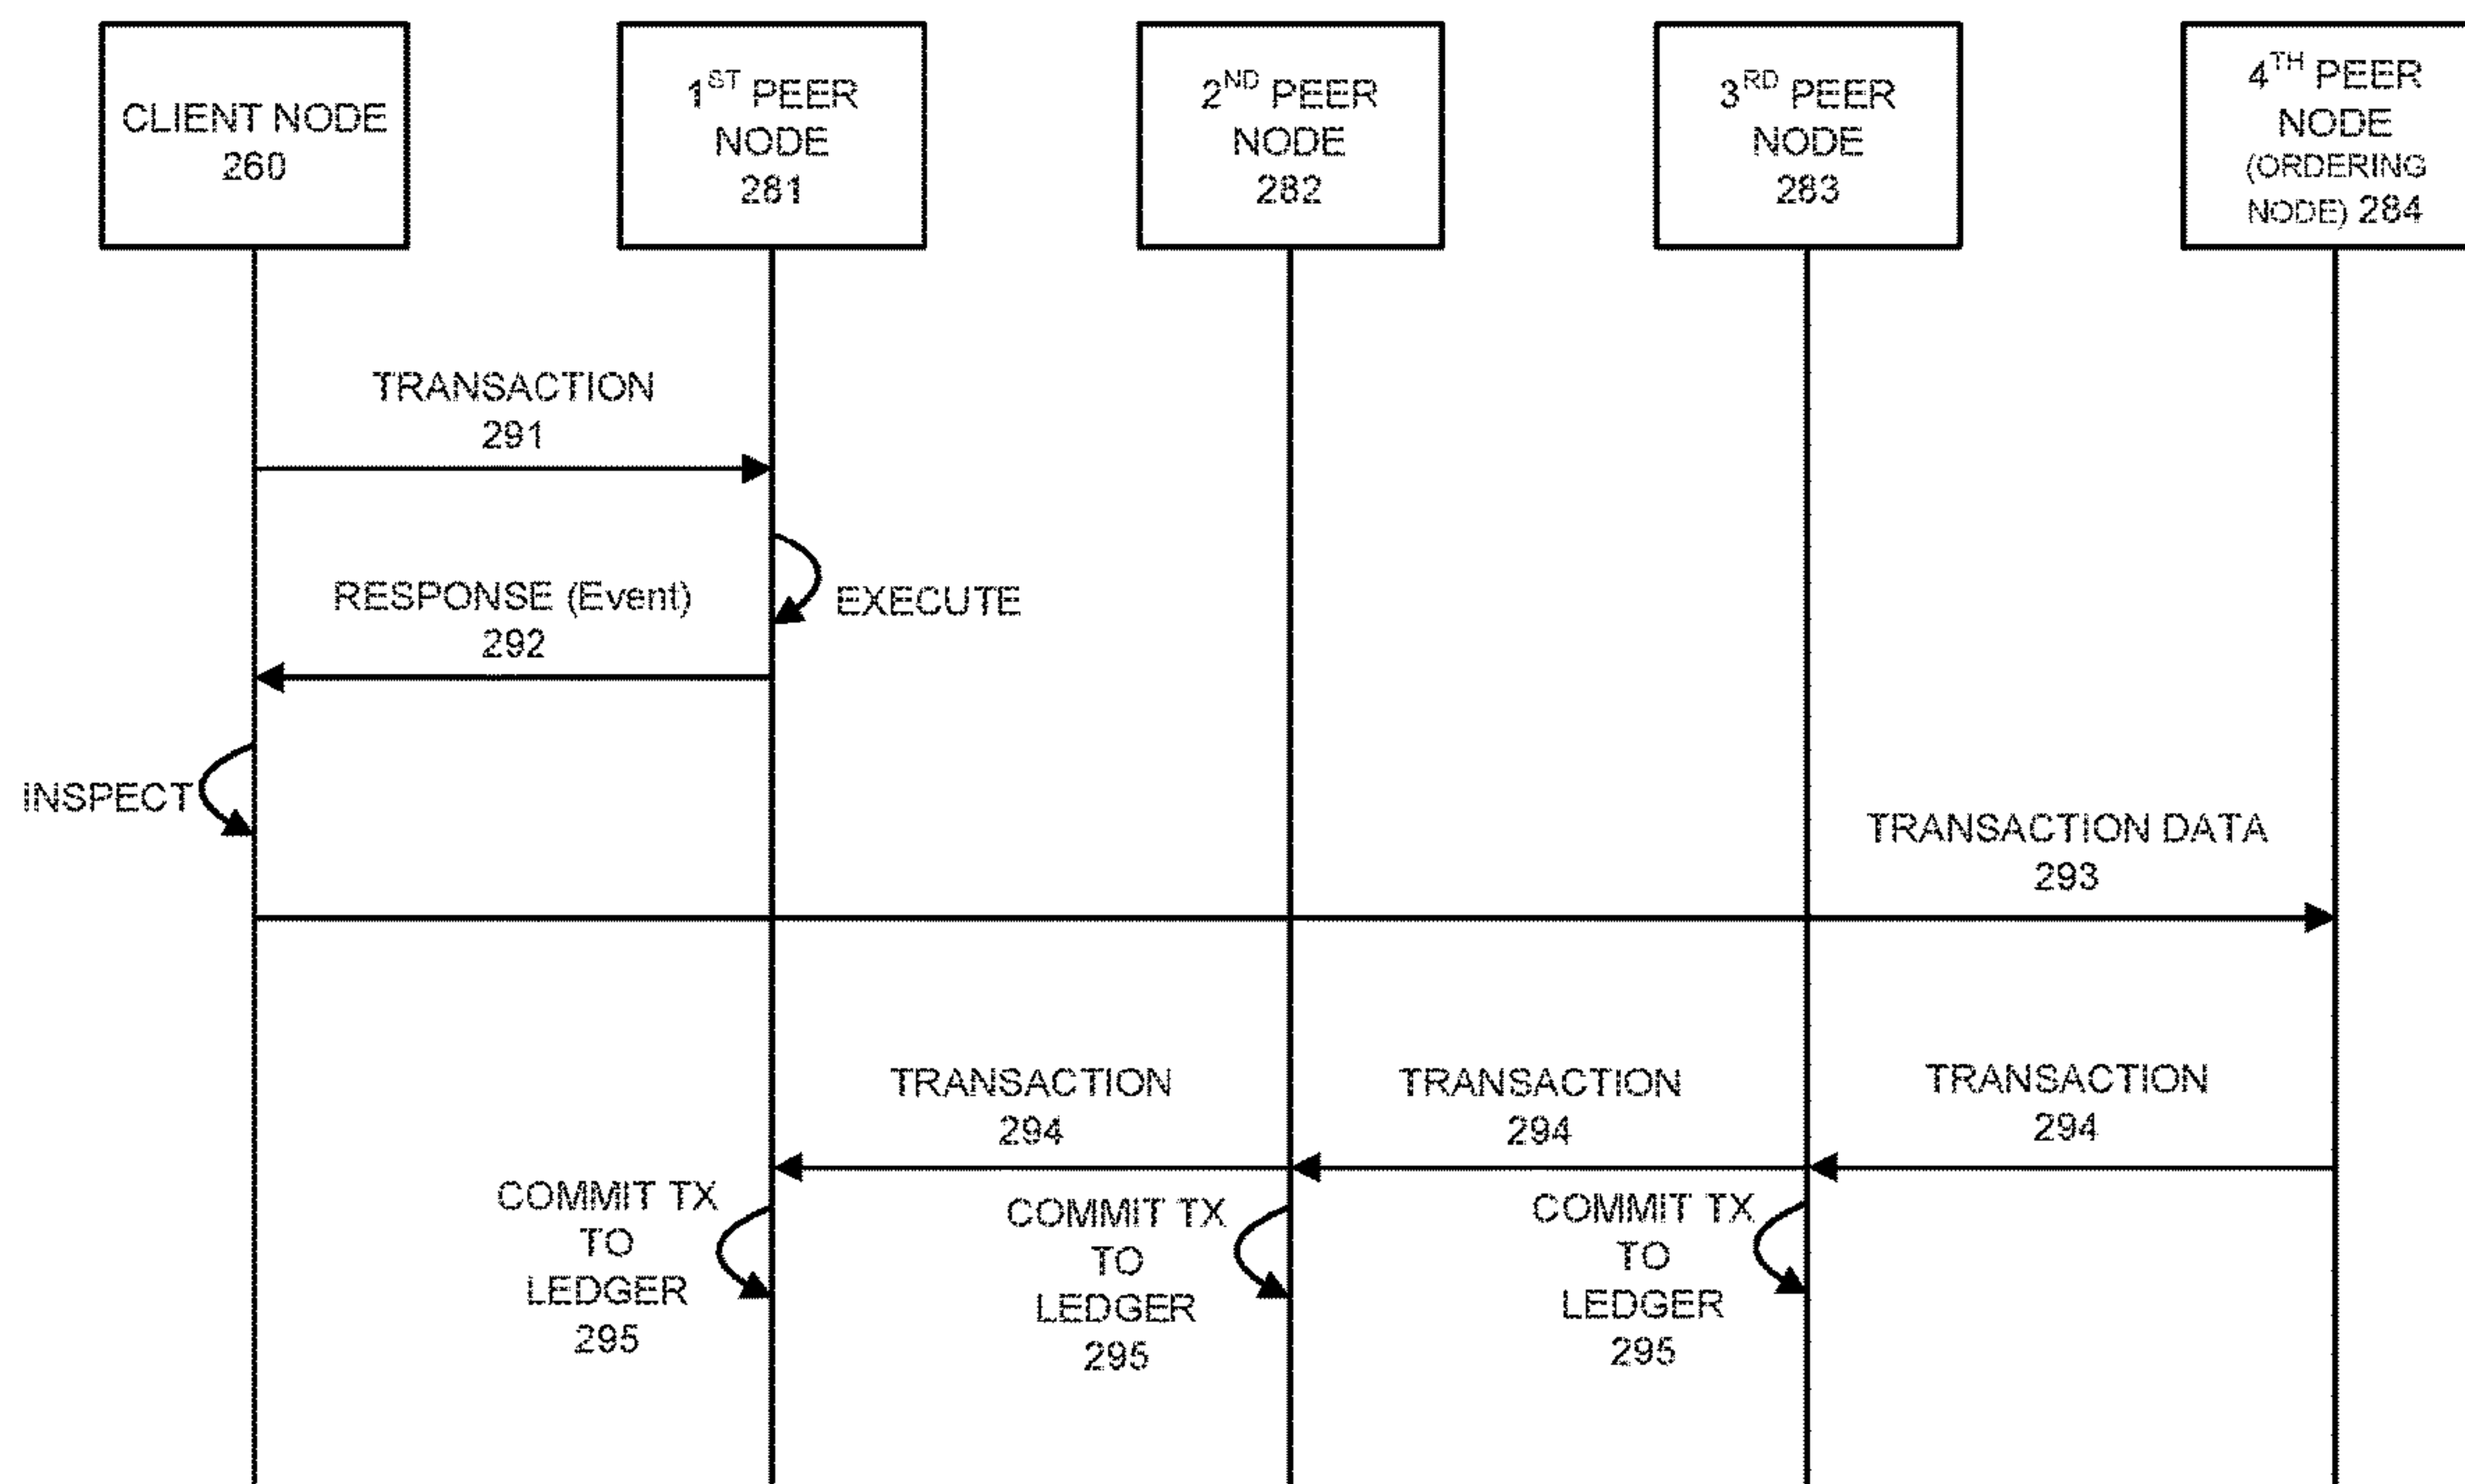 CLIENT NODE
260
1ST PEER
NODE
281
2ND PEER
NODE
282
3RD PEER
NODE
283
4TH PEER
NODE
(ORDERING
NODE) 284
TRANSACTION
291
EXECUTE
RESPONSE (Event)
292
INSPECT
TRANSACTION DATA
293
TRANSACTION
294
TRANSACTION
294
TRANSACTION
294
COMMIT TX
TO
LEDGER
295
COMMIT TX
TO
LEDGER
295
COMMIT TX
TO
LEDGER
295